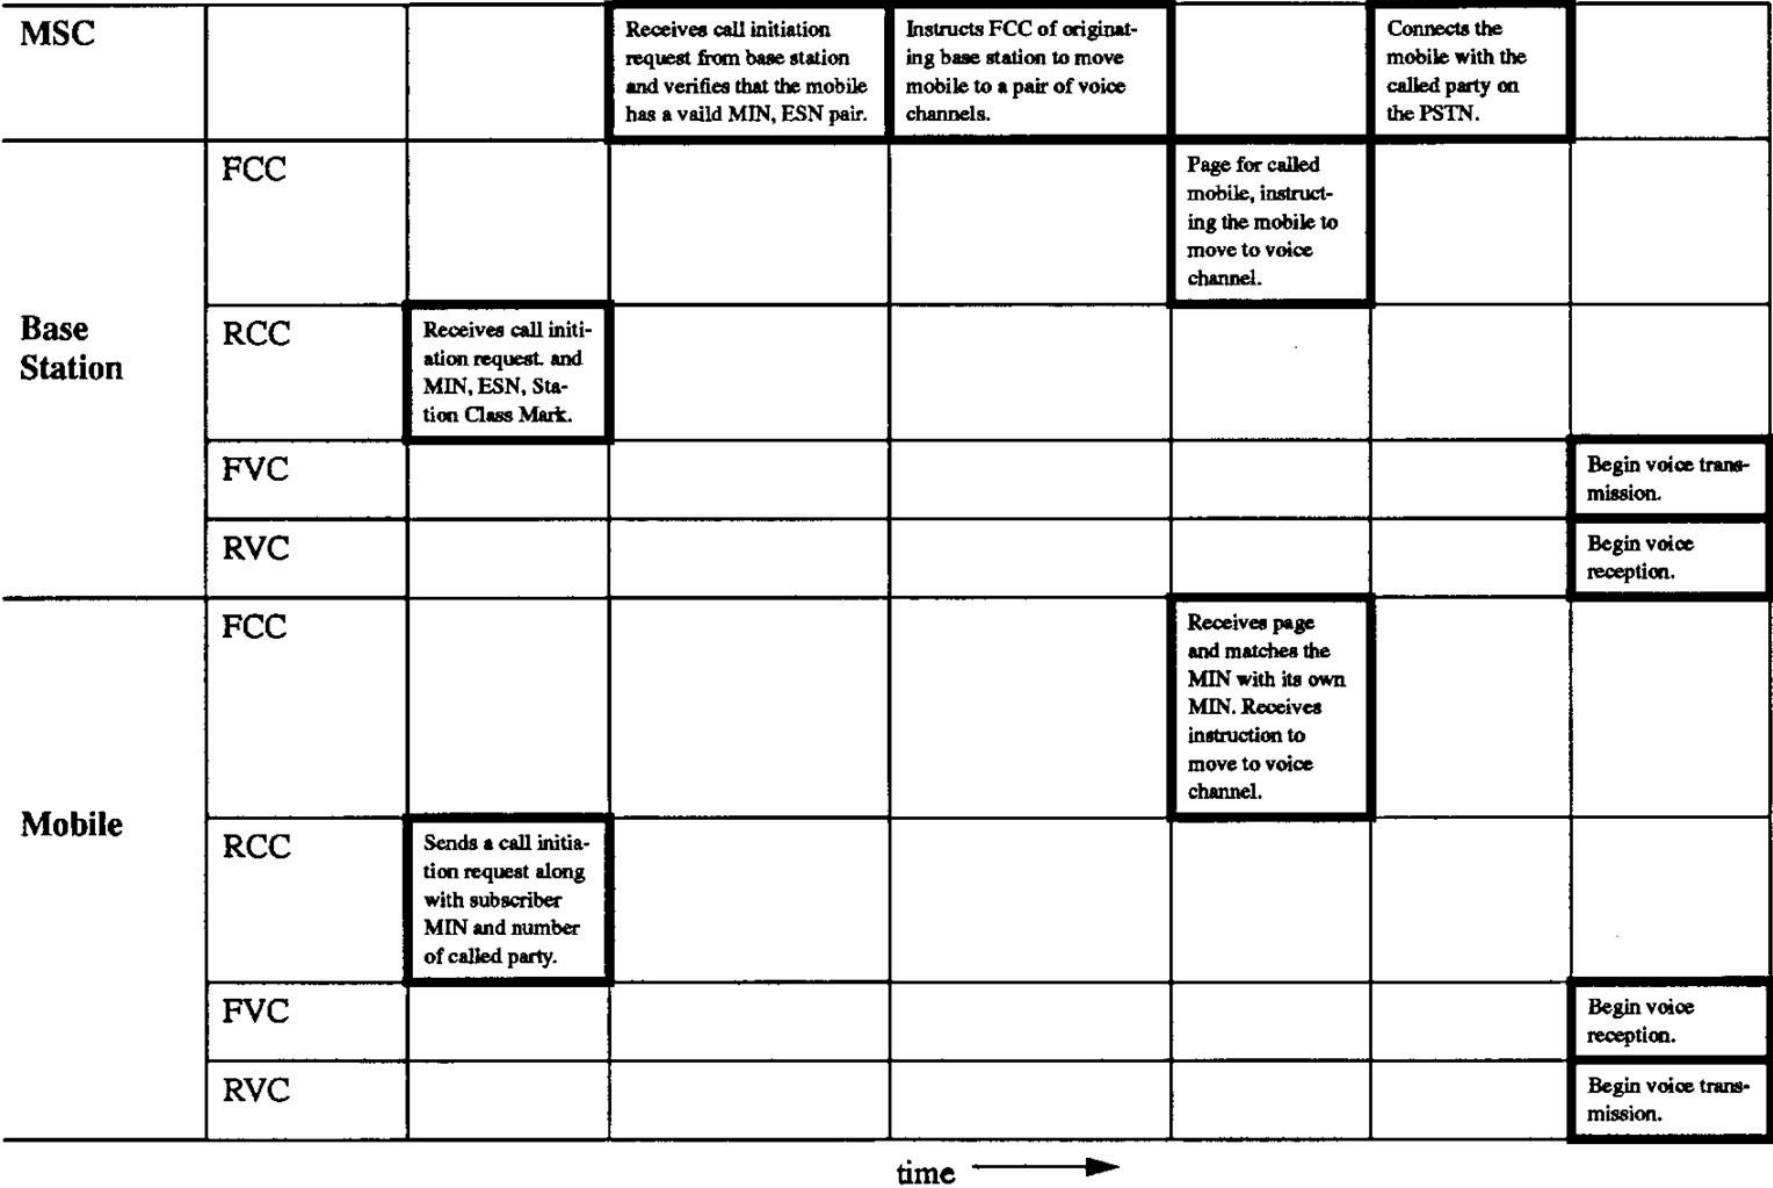 MSC
Receives call initiation
request from base station
and verifies that the mobile
has a vaild MIN, ESN pair.
Instructs FCC of originat-
ing base station to move
mobile to a pair of voice
channels.
Connects the
mobile with the
called party on
the PSTN.
Base
Station
FCC
Page for called
mobile, instruct-
ing the mobile to
move to voice
channel.
RCC
Receives call initi-
ation request. and
MIN, ESN, Sta-
tion Class Mark.
FVC
Begin voice trans-
mission.
RVC
Begin voice
reception.
Mobile
FCC
Receives page
and matches the
MIN with its own
MIN. Receives
instruction to
move to voice
channel.
RCC
Sends a call initia-
tion request along
with subscriber
MIN and number
of called party.
FVC
Begin voice
reception.
RVC
Begin voice trans-
mission.
time